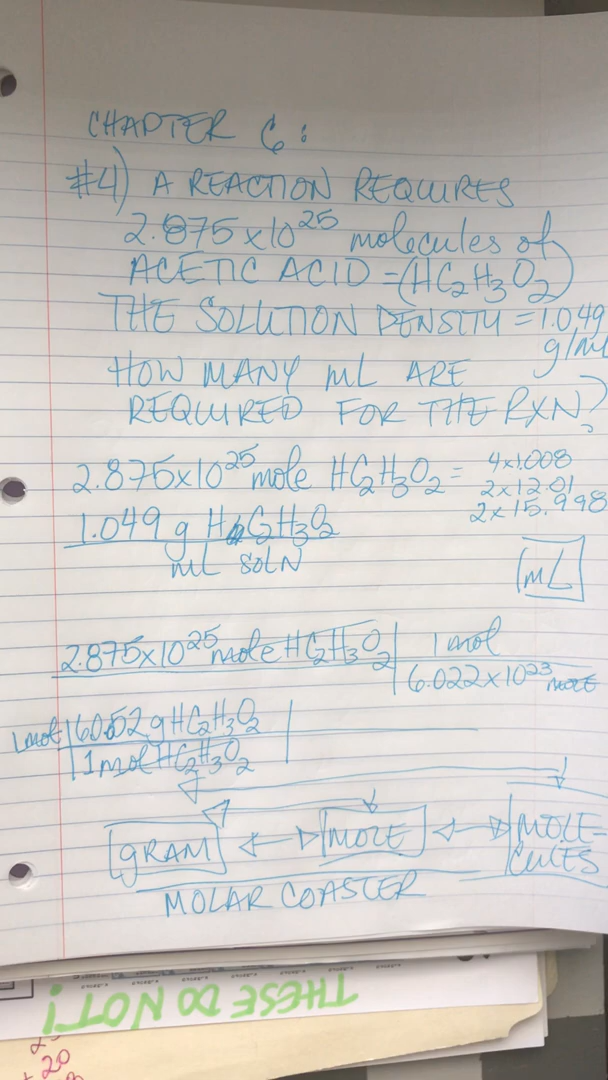 CHAPTER 6:
#4) A REACTION REQUIRES
2.875x10^25 molecules of
ACETIC ACID =(HC2H3O2)
THE SOLUTION DENSITY = 1.049
g/mL
HOW MANY mL ARE
REQUIRED FOR THE RXN?
2.875x10^25 mole HC2H3O2 = 4x1.008
2x12.01
2x15.998
1.049 g HC2H3O2
mL SOLN
mL
2.875x10^25 mole HC2H3O2 | 1 mol
6.022x10^23 MOLE
1mol | 60.52 g HC2H3O2
1 mol HC2H3O2
GRAM MOLE MOLE-
CULES
MOLAR COASTER
THESE DO NOT!
20